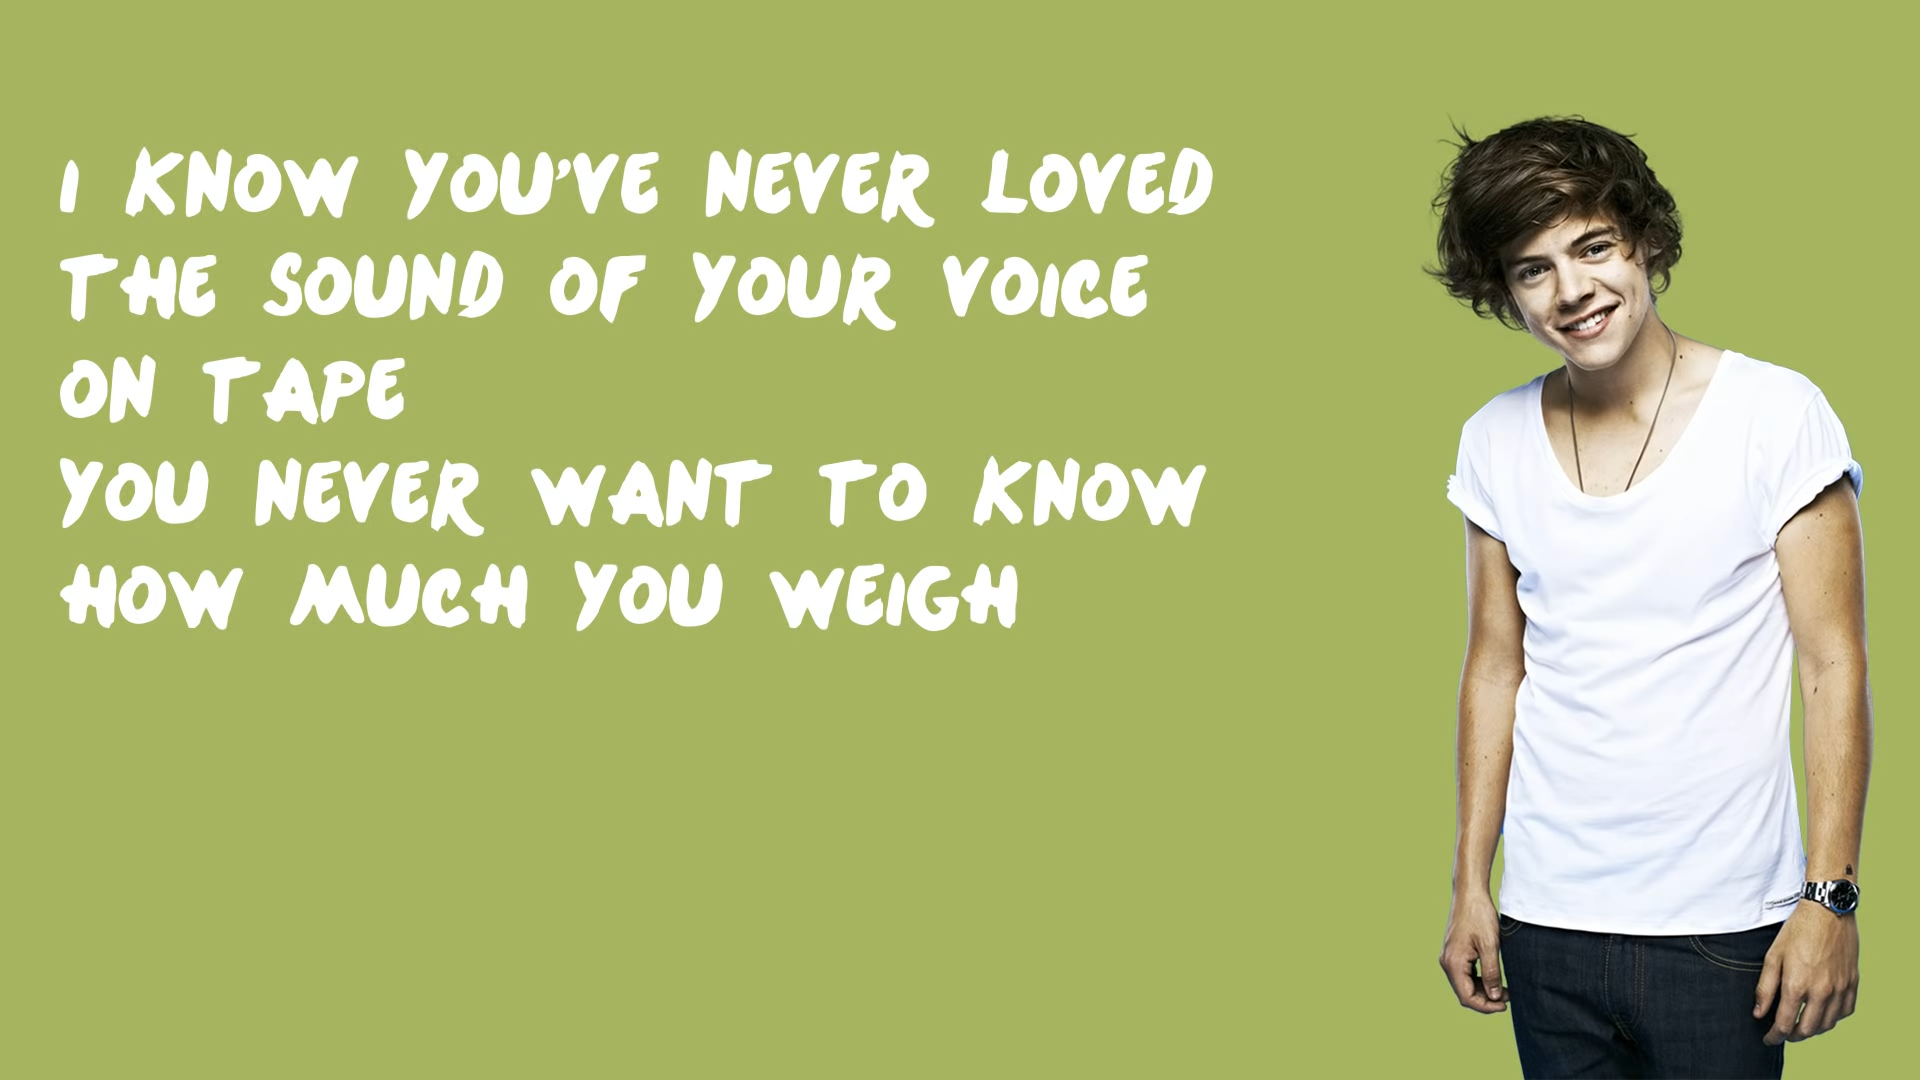 I KNOW YOU'VE NEVER LOVED
THE SOUND OF YOUR VOICE
ON TAPE
YOU NEVER WANT TO KNOW
HOW MUCH YOU WEIGH